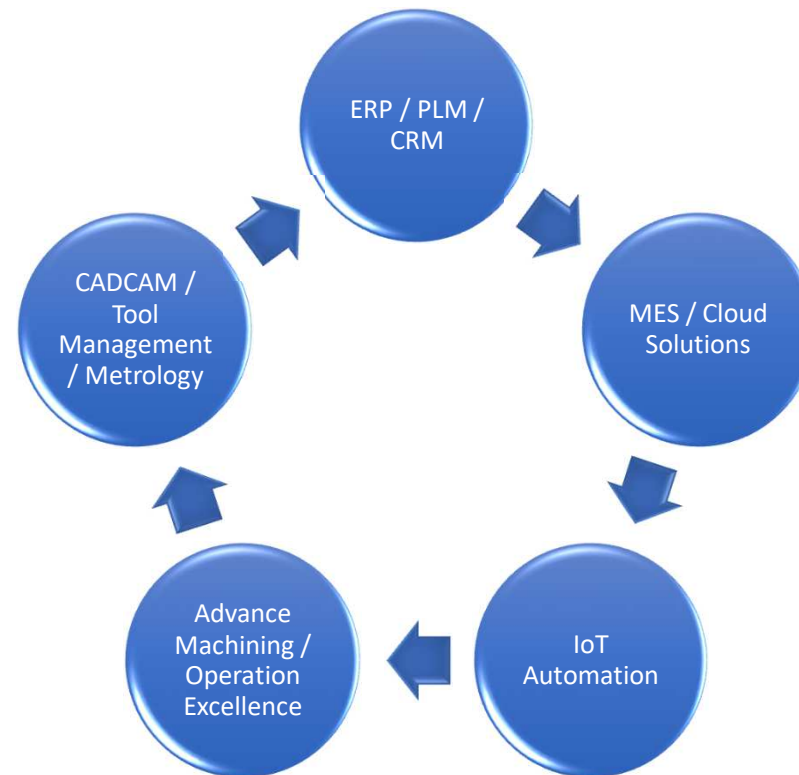 ERP / PLM /
CRM
MES / Cloud
Solutions
IoT
Automation
Advance
Machining /
Operation
Excellence
CADCAM /
Tool
Management
/ Metrology